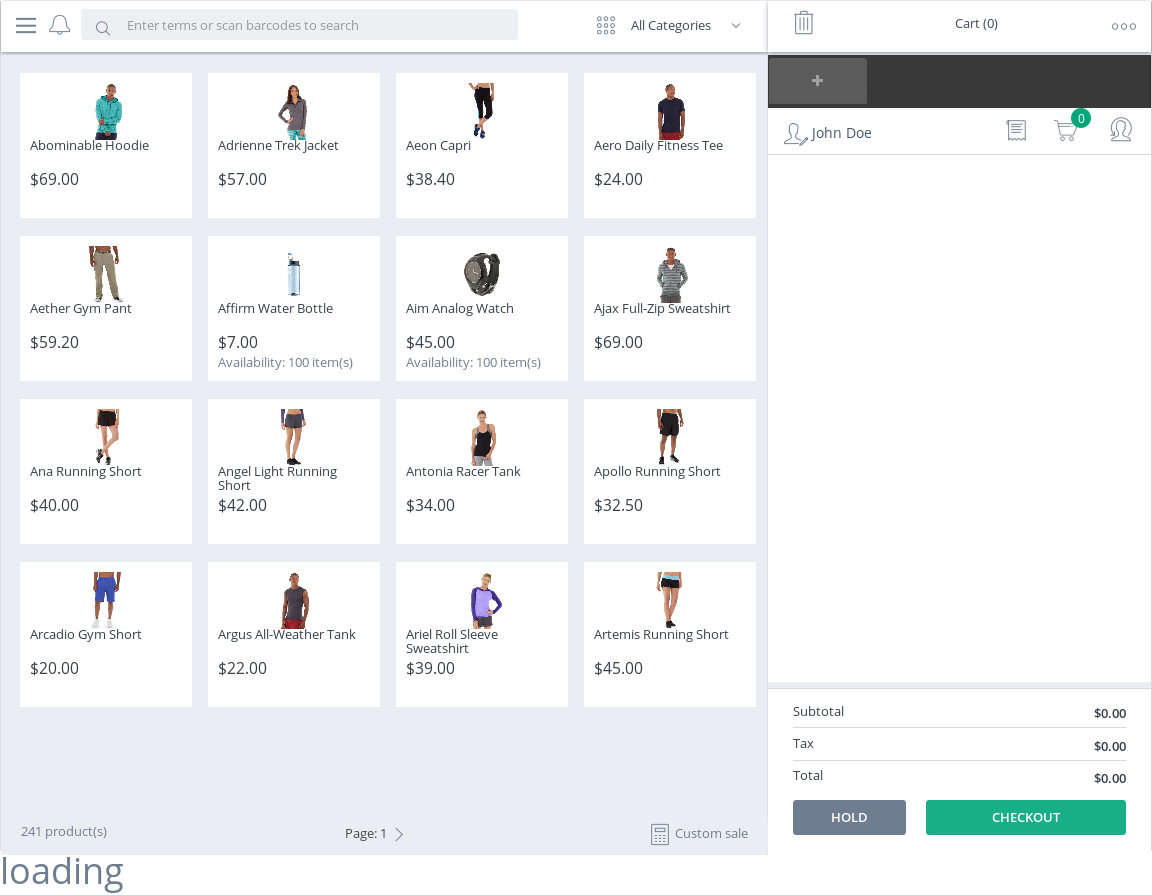 Enter terms or scan barcodes to search
All Categories
Cart (0)
+
John Doe
0
Abominable Hoodie
$69.00
Adrienne Trek Jacket
$57.00
Aeon Capri
$38.40
Aero Daily Fitness Tee
$24.00
Aether Gym Pant
$59.20
Affirm Water Bottle
$7.00
Availability: 100 item(s)
Aim Analog Watch
$45.00
Availability: 100 item(s)
Ajax Full-Zip Sweatshirt
$69.00
Ana Running Short
$40.00
Angel Light Running
Short
$42.00
Antonia Racer Tank
$34.00
Apollo Running Short
$32.50
Arcadio Gym Short
$20.00
Argus All-Weather Tank
$22.00
Ariel Roll Sleeve
Sweatshirt
$39.00
Artemis Running Short
$45.00
Subtotal $0.00
Tax $0.00
Total $0.00
HOLD
CHECKOUT
241 product(s)
Page: 1
Custom sale
loading